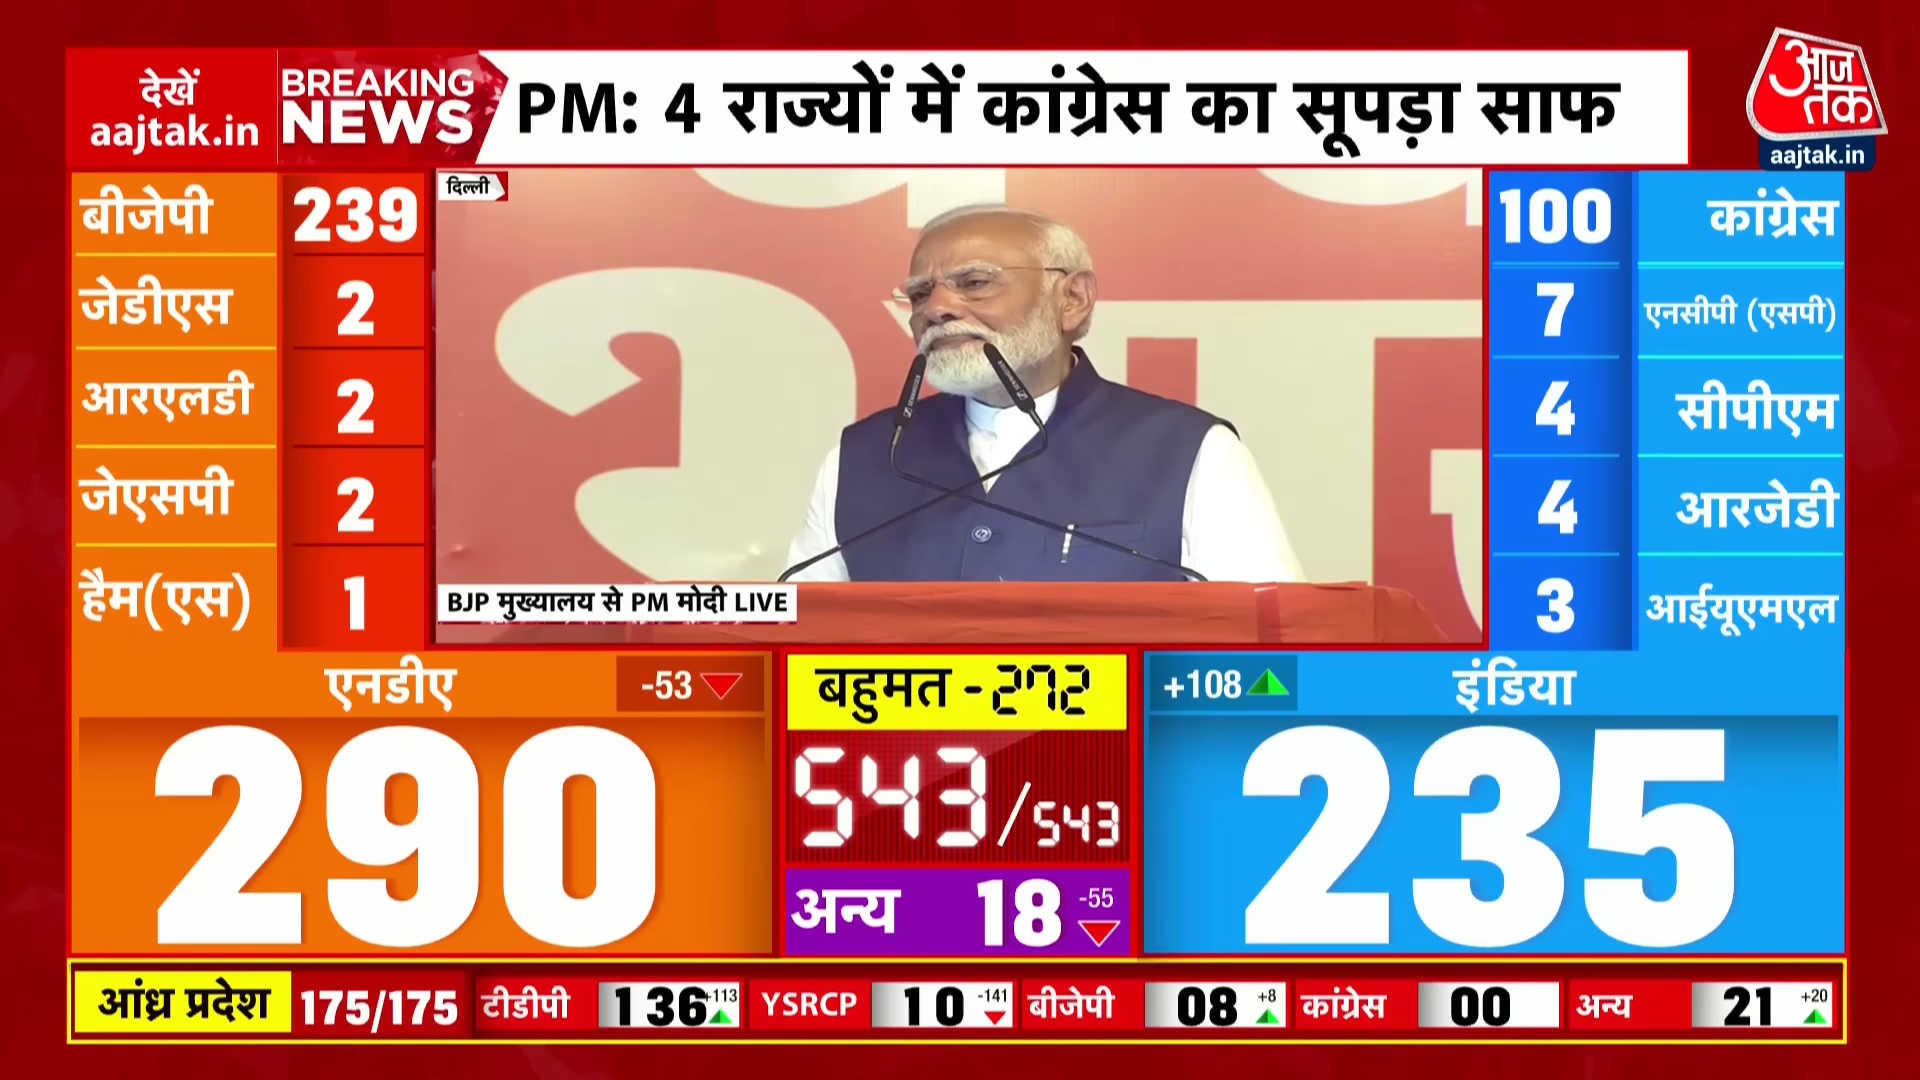 देखें
aajtak.in
BREAKING
NEWS
PM: 4 राज्यों में कांग्रेस का सूपड़ा साफ
आज
तक
aajtak.in
बीजेपी 239
जेडीएस 2
आरएलडी 2
जेएसपी 2
हैम(एस) 1
दिल्ली
BJP मुख्यालय से PM मोदी LIVE
100 कांग्रेस
7 एनसीपी (एसपी)
4 सीपीएम
4 आरजेडी
3 आईयूएमएल
एनडीए -53
290
बहुमत - 272
543/543
अन्य 18 -55
+108 इंडिया
235
आंध्र प्रदेश 175/175 टीडीपी 136 +113 YSRCP 10 -141 बीजेपी 08 +8 कांग्रेस 00 अन्य 21 +20